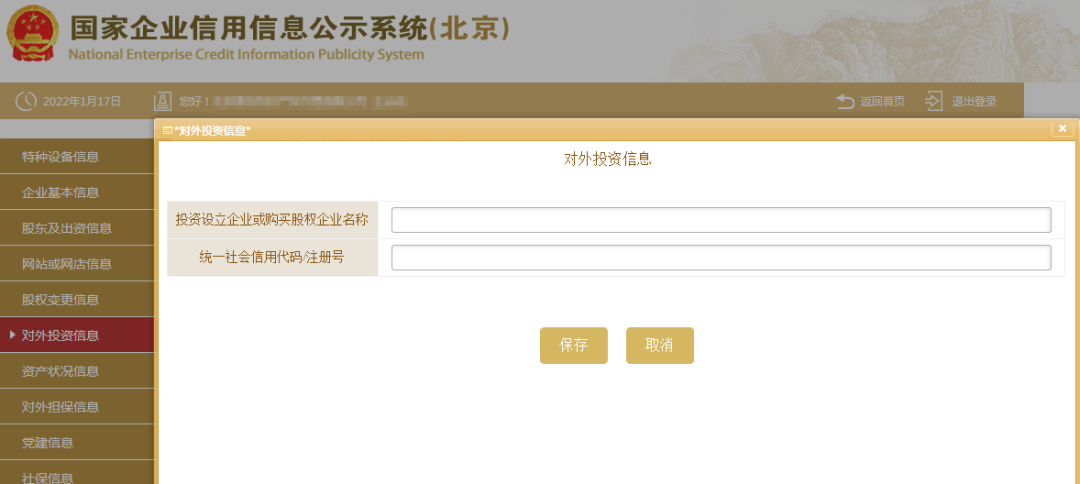 国家企业信用信息公示系统(北京)
National Enterprise Credit Information Publicity System
2022年1月17日
您好！
返回首页
退出登录
*对外投资信息*
对外投资信息
投资设立企业或购买股权企业名称
统一社会信用代码/注册号
保存
取消
特种设备信息
企业基本信息
股东及出资信息
网站或网店信息
股权变更信息
对外投资信息
资产状况信息
对外担保信息
党建信息
社保信息